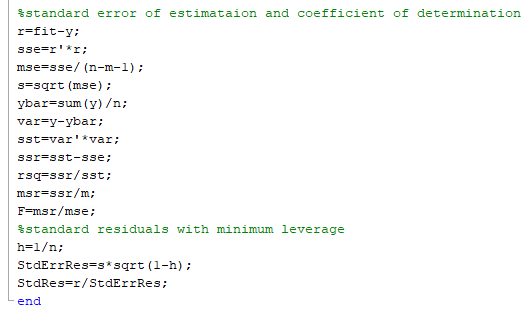 %standard error of estimataion and coefficient of determination
r=fit-y;
sse=r'*r;
mse=sse/(n-m-1);
s=sqrt(mse);
ybar=sum(y)/n;
var=y-ybar;
sst=var'*var;
ssr=sst-sse;
rsq=ssr/sst;
msr=ssr/m;
F=msr/mse;
%standard residuals with minimum leverage
h=1/n;
StdErrRes=s*sqrt(1-h);
StdRes=r/StdErrRes;
end